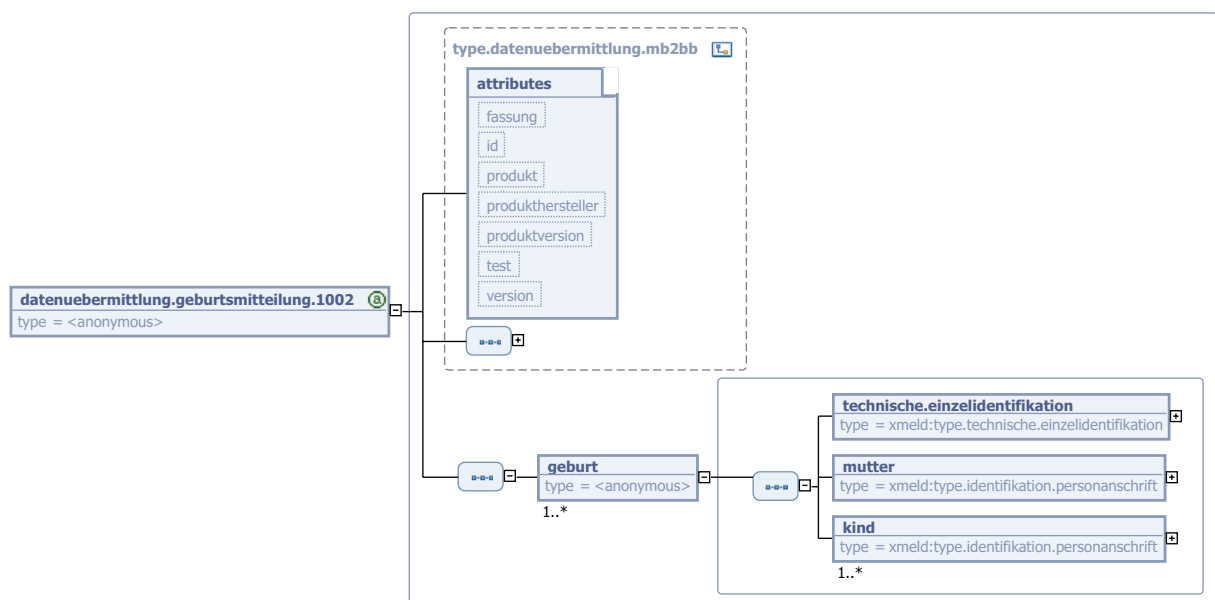 type.datenuebermittlung.mb2bb
attributes
fassung
id
produkt
produkthersteller
produktversion
test
version
datenuebermittlung.geburtsmitteilung.1002
type = <anonymous>
technische.einzelidentifikation
type = xmeld:type.technische.einzelidentifikation
geburt
type = <anonymous>
1..*
mutter
type = xmeld:type.identifikation.personanschrift
kind
type = xmeld:type.identifikation.personanschrift
1..*